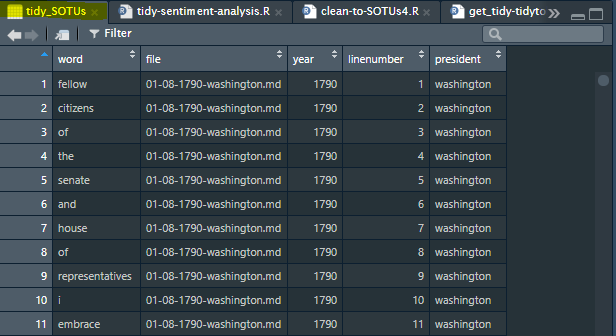 tidy_SOTUs × tidy-sentiment-analysis.R × clean-to-SOTUs4.R × get_tidy-tidyto
Filter
word file year linenumber president
1 fellow 01-08-1790-washington.md 1790 1 washington
2 citizens 01-08-1790-washington.md 1790 2 washington
3 of 01-08-1790-washington.md 1790 3 washington
4 the 01-08-1790-washington.md 1790 4 washington
5 senate 01-08-1790-washington.md 1790 5 washington
6 and 01-08-1790-washington.md 1790 6 washington
7 house 01-08-1790-washington.md 1790 7 washington
8 of 01-08-1790-washington.md 1790 8 washington
9 representatives 01-08-1790-washington.md 1790 9 washington
10 i 01-08-1790-washington.md 1790 10 washington
11 embrace 01-08-1790-washington.md 1790 11 washington